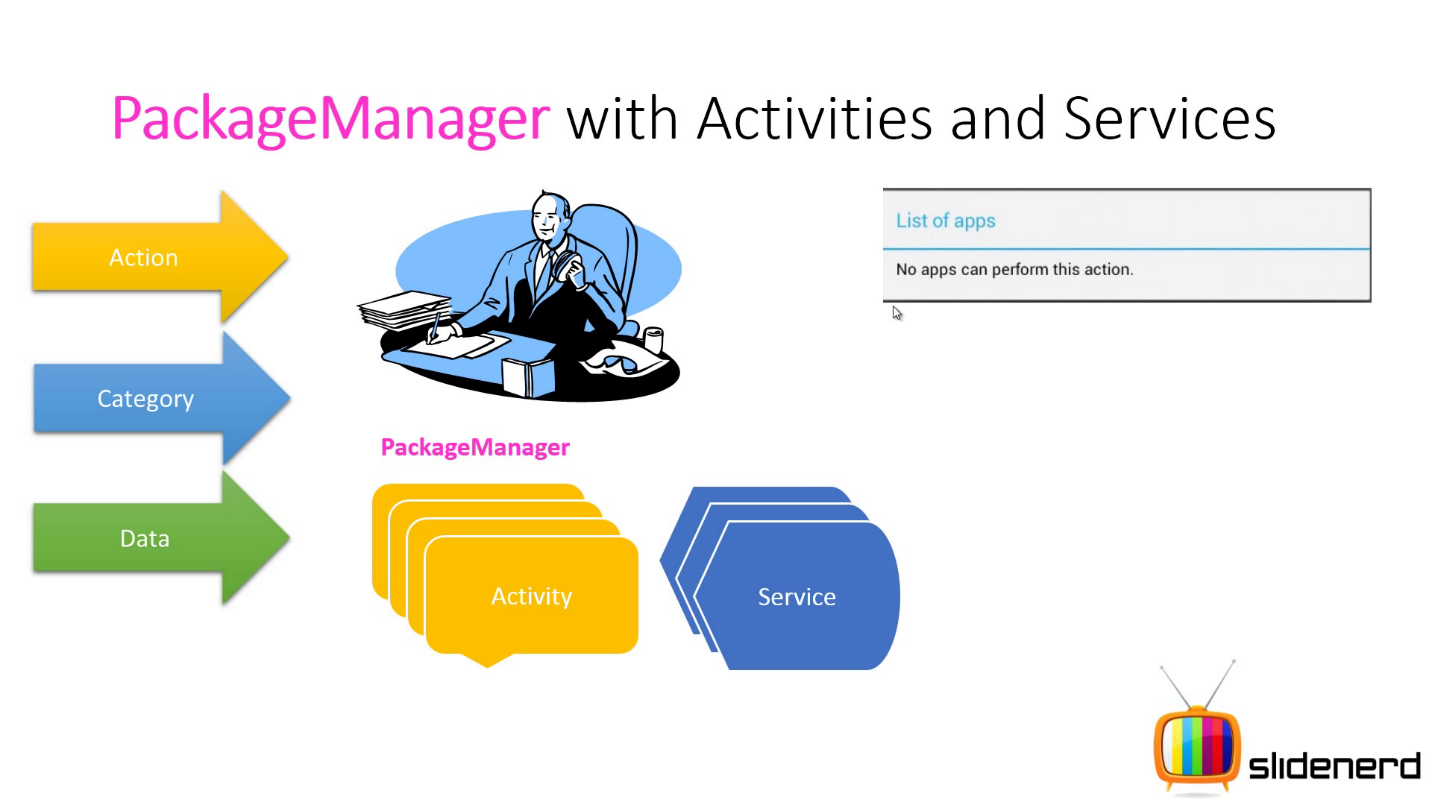 PackageManager with Activities and Services
Action
Category
Data
PackageManager
Activity
Service
List of apps
No apps can perform this action.
slidenerd